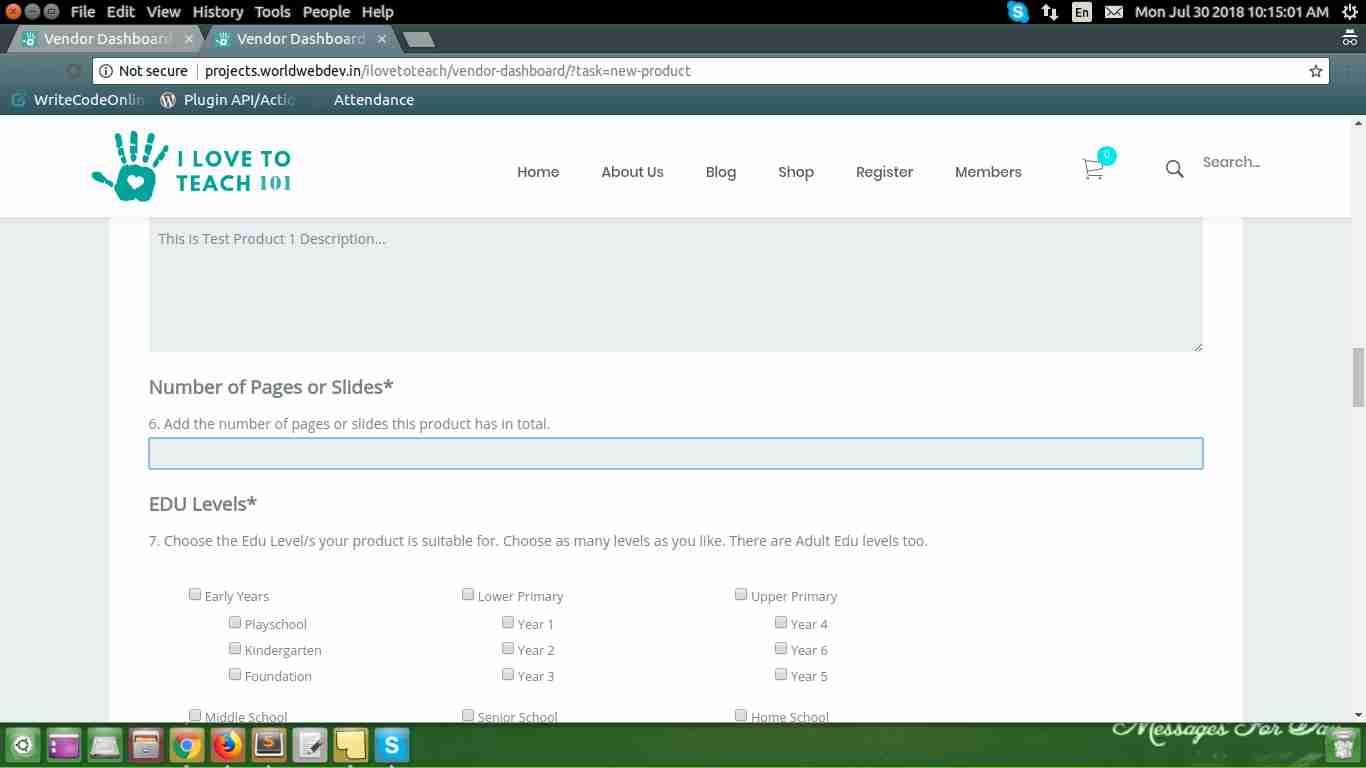 File Edit View History Tools People Help
En
Mon Jul 30 2018 10:15:01 AM
Vendor Dashboard
Vendor Dashboard
Not secure projects.worldwebdev.in/ilovetoteach/vendor-dashboard/?task=new-product
WriteCodeOnlin Plugin API/Actio Attendance
I LOVE TO
TEACH 101
Home About Us Blog Shop Register Members 0 Search...
This is Test Product 1 Description...
Number of Pages or Slides*
6. Add the number of pages or slides this product has in total.
EDU Levels*
7. Choose the Edu Level/s your product is suitable for. Choose as many levels as you like. There are Adult Edu levels too.
Early Years Lower Primary Upper Primary
Playschool Year 1 Year 4
Kindergarten Year 2 Year 6
Foundation Year 3 Year 5
Middle School Senior School Home School
Messages For Day